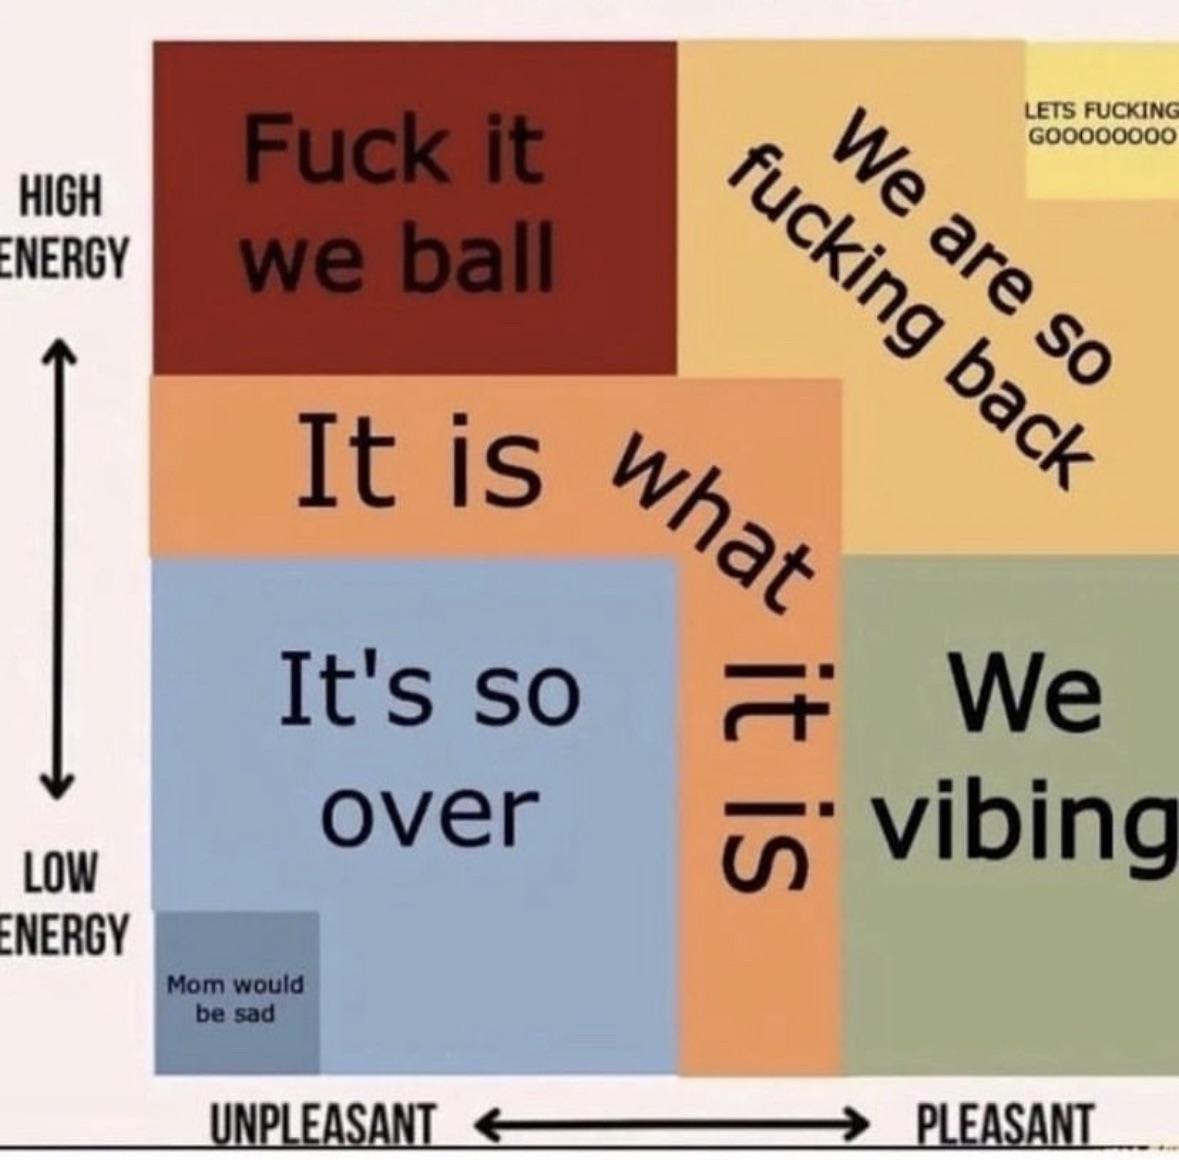 Fuck it
we ball
We are so
fucking back
LETS FUCKING
GOOOOOOOO
HIGH
ENERGY
It is what it is
It's so
over
We
vibing
LOW
ENERGY
Mom would
be sad
UNPLEASANT
PLEASANT